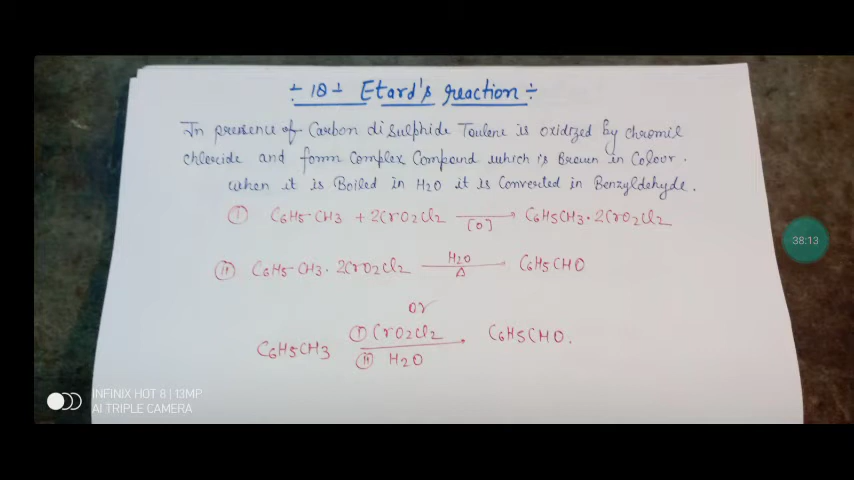 ÷ 18 ÷ Etard's reaction ÷
In presence of Carbon disulphide Toulene is oxidized by chromil
chloride and form Complex Compound which is Brown in Colour.
when it is Boiled in H2O it is Converted in Benzyldehyde.
(I) C6H5-CH3 + 2CrO2Cl2 ⟶ [O] C6H5CH3·2CrO2Cl2
(II) C6H5-CH3·2CrO2Cl2 ⟶ H2O Δ C6H5CHO
or
C6H5CH3 (I) CrO2Cl2 (II) H2O ⟶ C6H5CHO.
38:13
INFINIX HOT 8 | 13MP
AI TRIPLE CAMERA